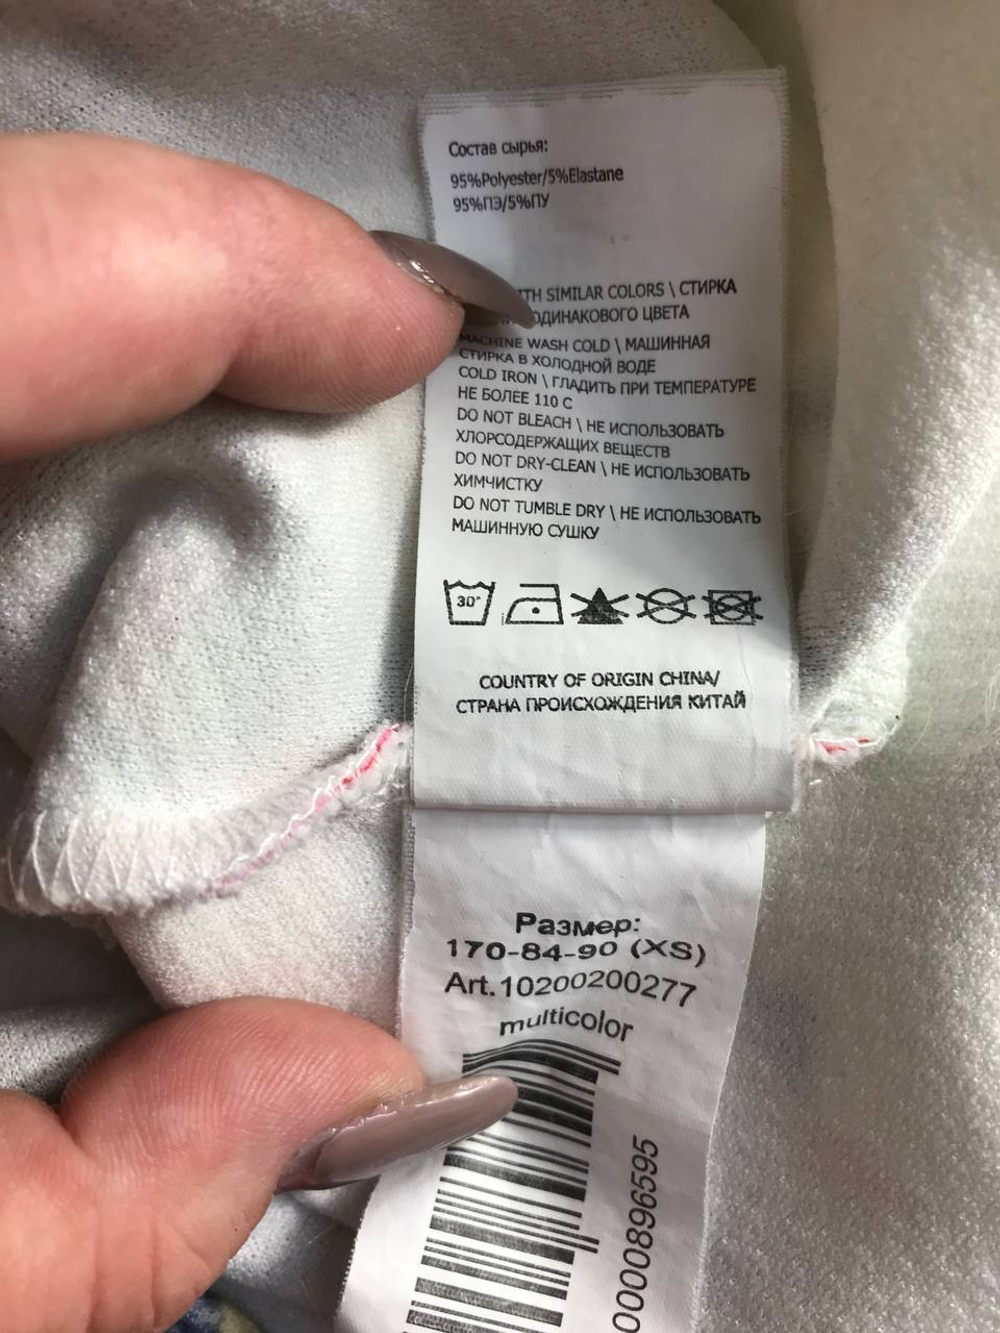 Состав сырья:
95%Polyester/5%Elastane
95%ПЭ/5%ПУ
SIMILAR COLORS \ СТИРКА
ОДИНАКОВОГО ЦВЕТА
MACHINE WASH COLD \ МАШИННАЯ
СТИРКА В ХОЛОДНОЙ ВОДЕ
COLD IRON \ ГЛАДИТЬ ПРИ ТЕМПЕРАТУРЕ
НЕ БОЛЕЕ 110 С
DO NOT BLEACH \ НЕ ИСПОЛЬЗОВАТЬ
ХЛОРСОДЕРЖАЩИХ ВЕЩЕСТВ
DO NOT DRY-CLEAN \ НЕ ИСПОЛЬЗОВАТЬ
ХИМЧИСТКУ
DO NOT TUMBLE DRY \ НЕ ИСПОЛЬЗОВАТЬ
МАШИННУЮ СУШКУ
30°
COUNTRY OF ORIGIN CHINA/
СТРАНА ПРОИСХОЖДЕНИЯ КИТАЙ
Размер:
170-84-90 (XS)
Art.10200200277
multicolor
0000896595